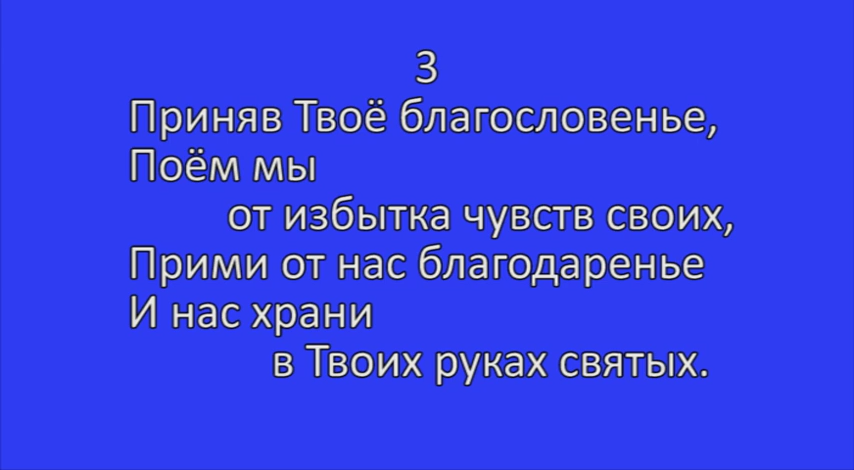 3
Приняв Твоё благословенье,
Поём мы
от избытка чувств своих,
Прими от нас благодаренье
И нас храни
в Твоих руках святых.